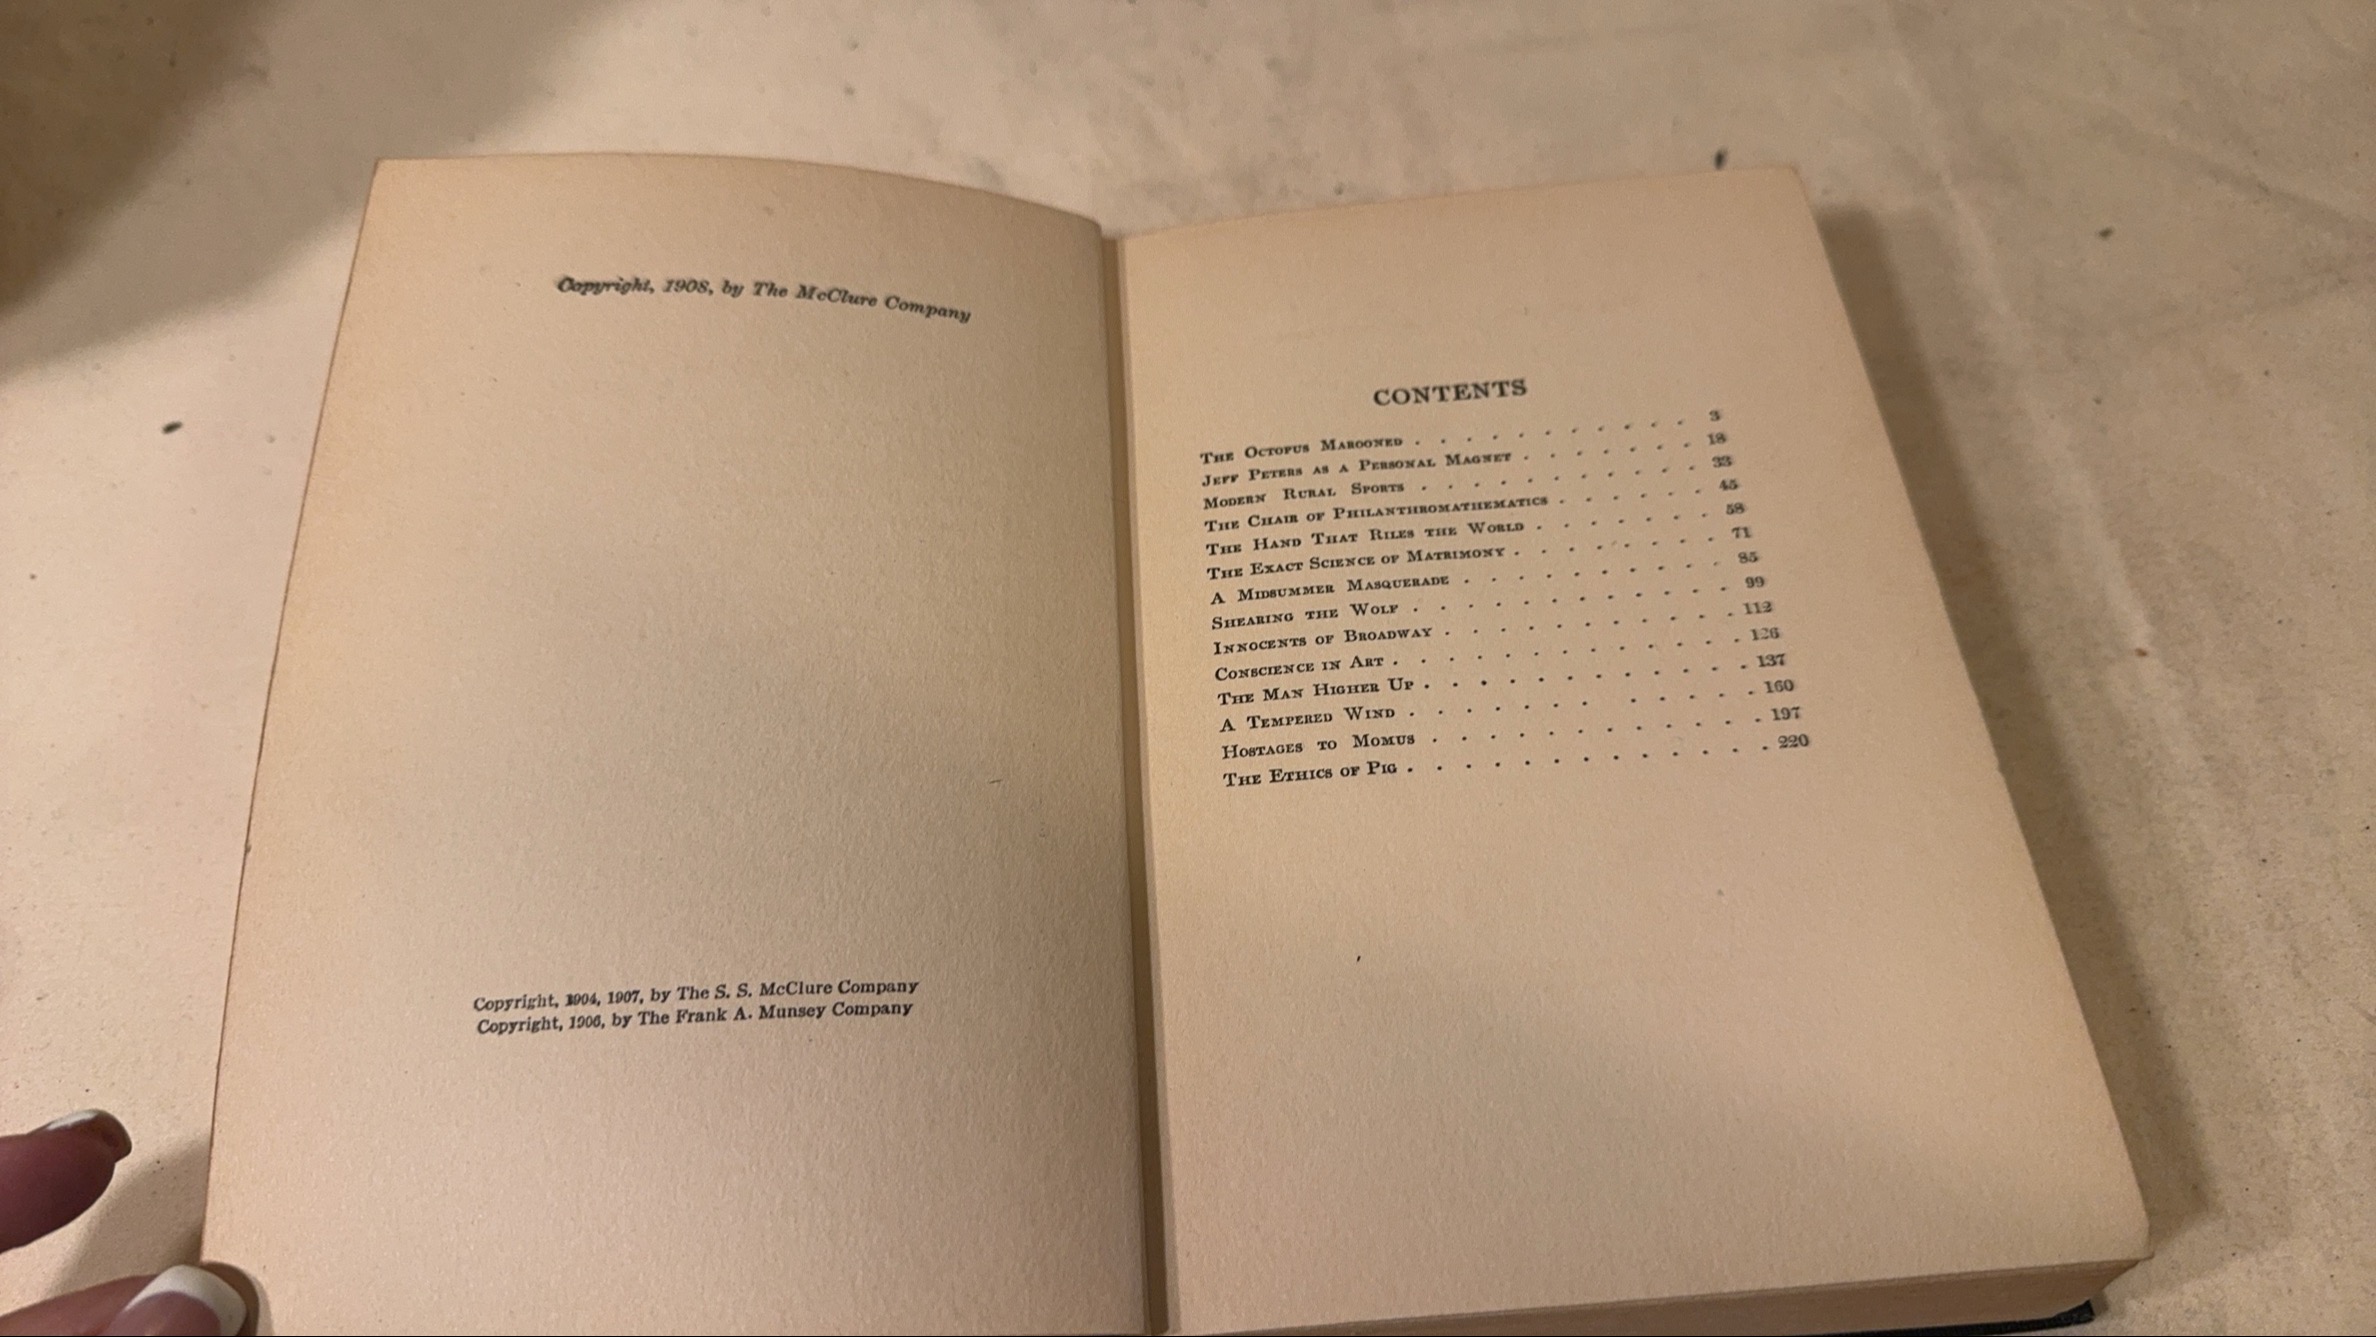 Copyright, 1908, by The McClure Company
Copyright, 1904, 1907, by The S. S. McClure Company
Copyright, 1906, by The Frank A. Munsey Company
CONTENTS
The Octopus Marooned . . . . . . . . . . . 3
Jeff Peters as a Personal Magnet . . . . . . . 18
Modern Rural Sports . . . . . . . . . . . 33
The Chair of Philanthromathematics . . . . . . 45
The Hand That Riles the World . . . . . . . 58
The Exact Science of Matrimony . . . . . . . . 71
A Midsummer Masquerade . . . . . . . . . . 85
Shearing the Wolf . . . . . . . . . . . . 99
Innocents of Broadway . . . . . . . . . . . 112
Conscience in Art . . . . . . . . . . . . . 126
The Man Higher Up . . . . . . . . . . . . 137
A Tempered Wind . . . . . . . . . . . . 160
Hostages to Momus . . . . . . . . . . . . 197
The Ethics of Pig . . . . . . . . . . . . . 220